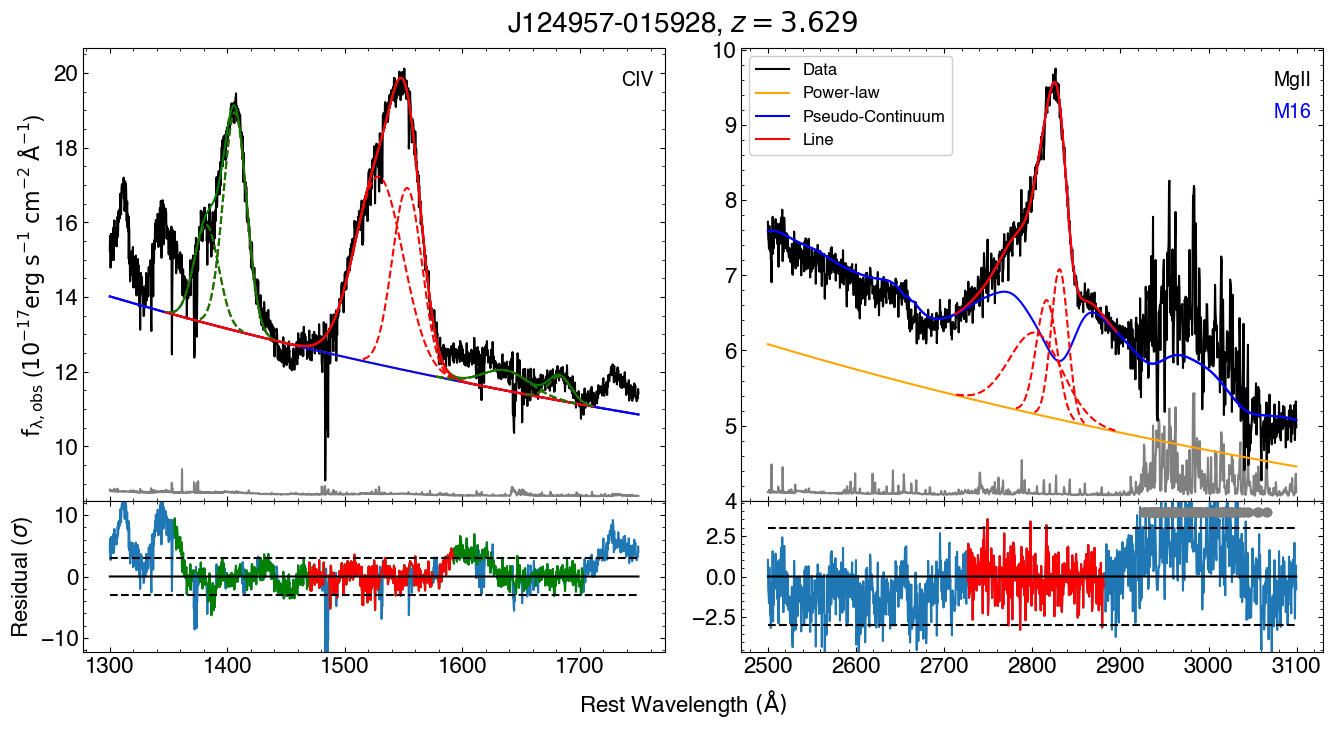 J124957-015928, z = 3.629
CIV
f_λ,obs (10⁻¹⁷erg s⁻¹ cm⁻² Å⁻¹)
20
18
16
14
12
10
Data
Power-law
Pseudo-Continuum
Line
MgII
M16
10
9
8
7
6
5
4
Residual (σ)
10
0
−10
1300 1400 1500 1600 1700
2.5
0.0
−2.5
2500 2600 2700 2800 2900 3000 3100
Rest Wavelength (Å)